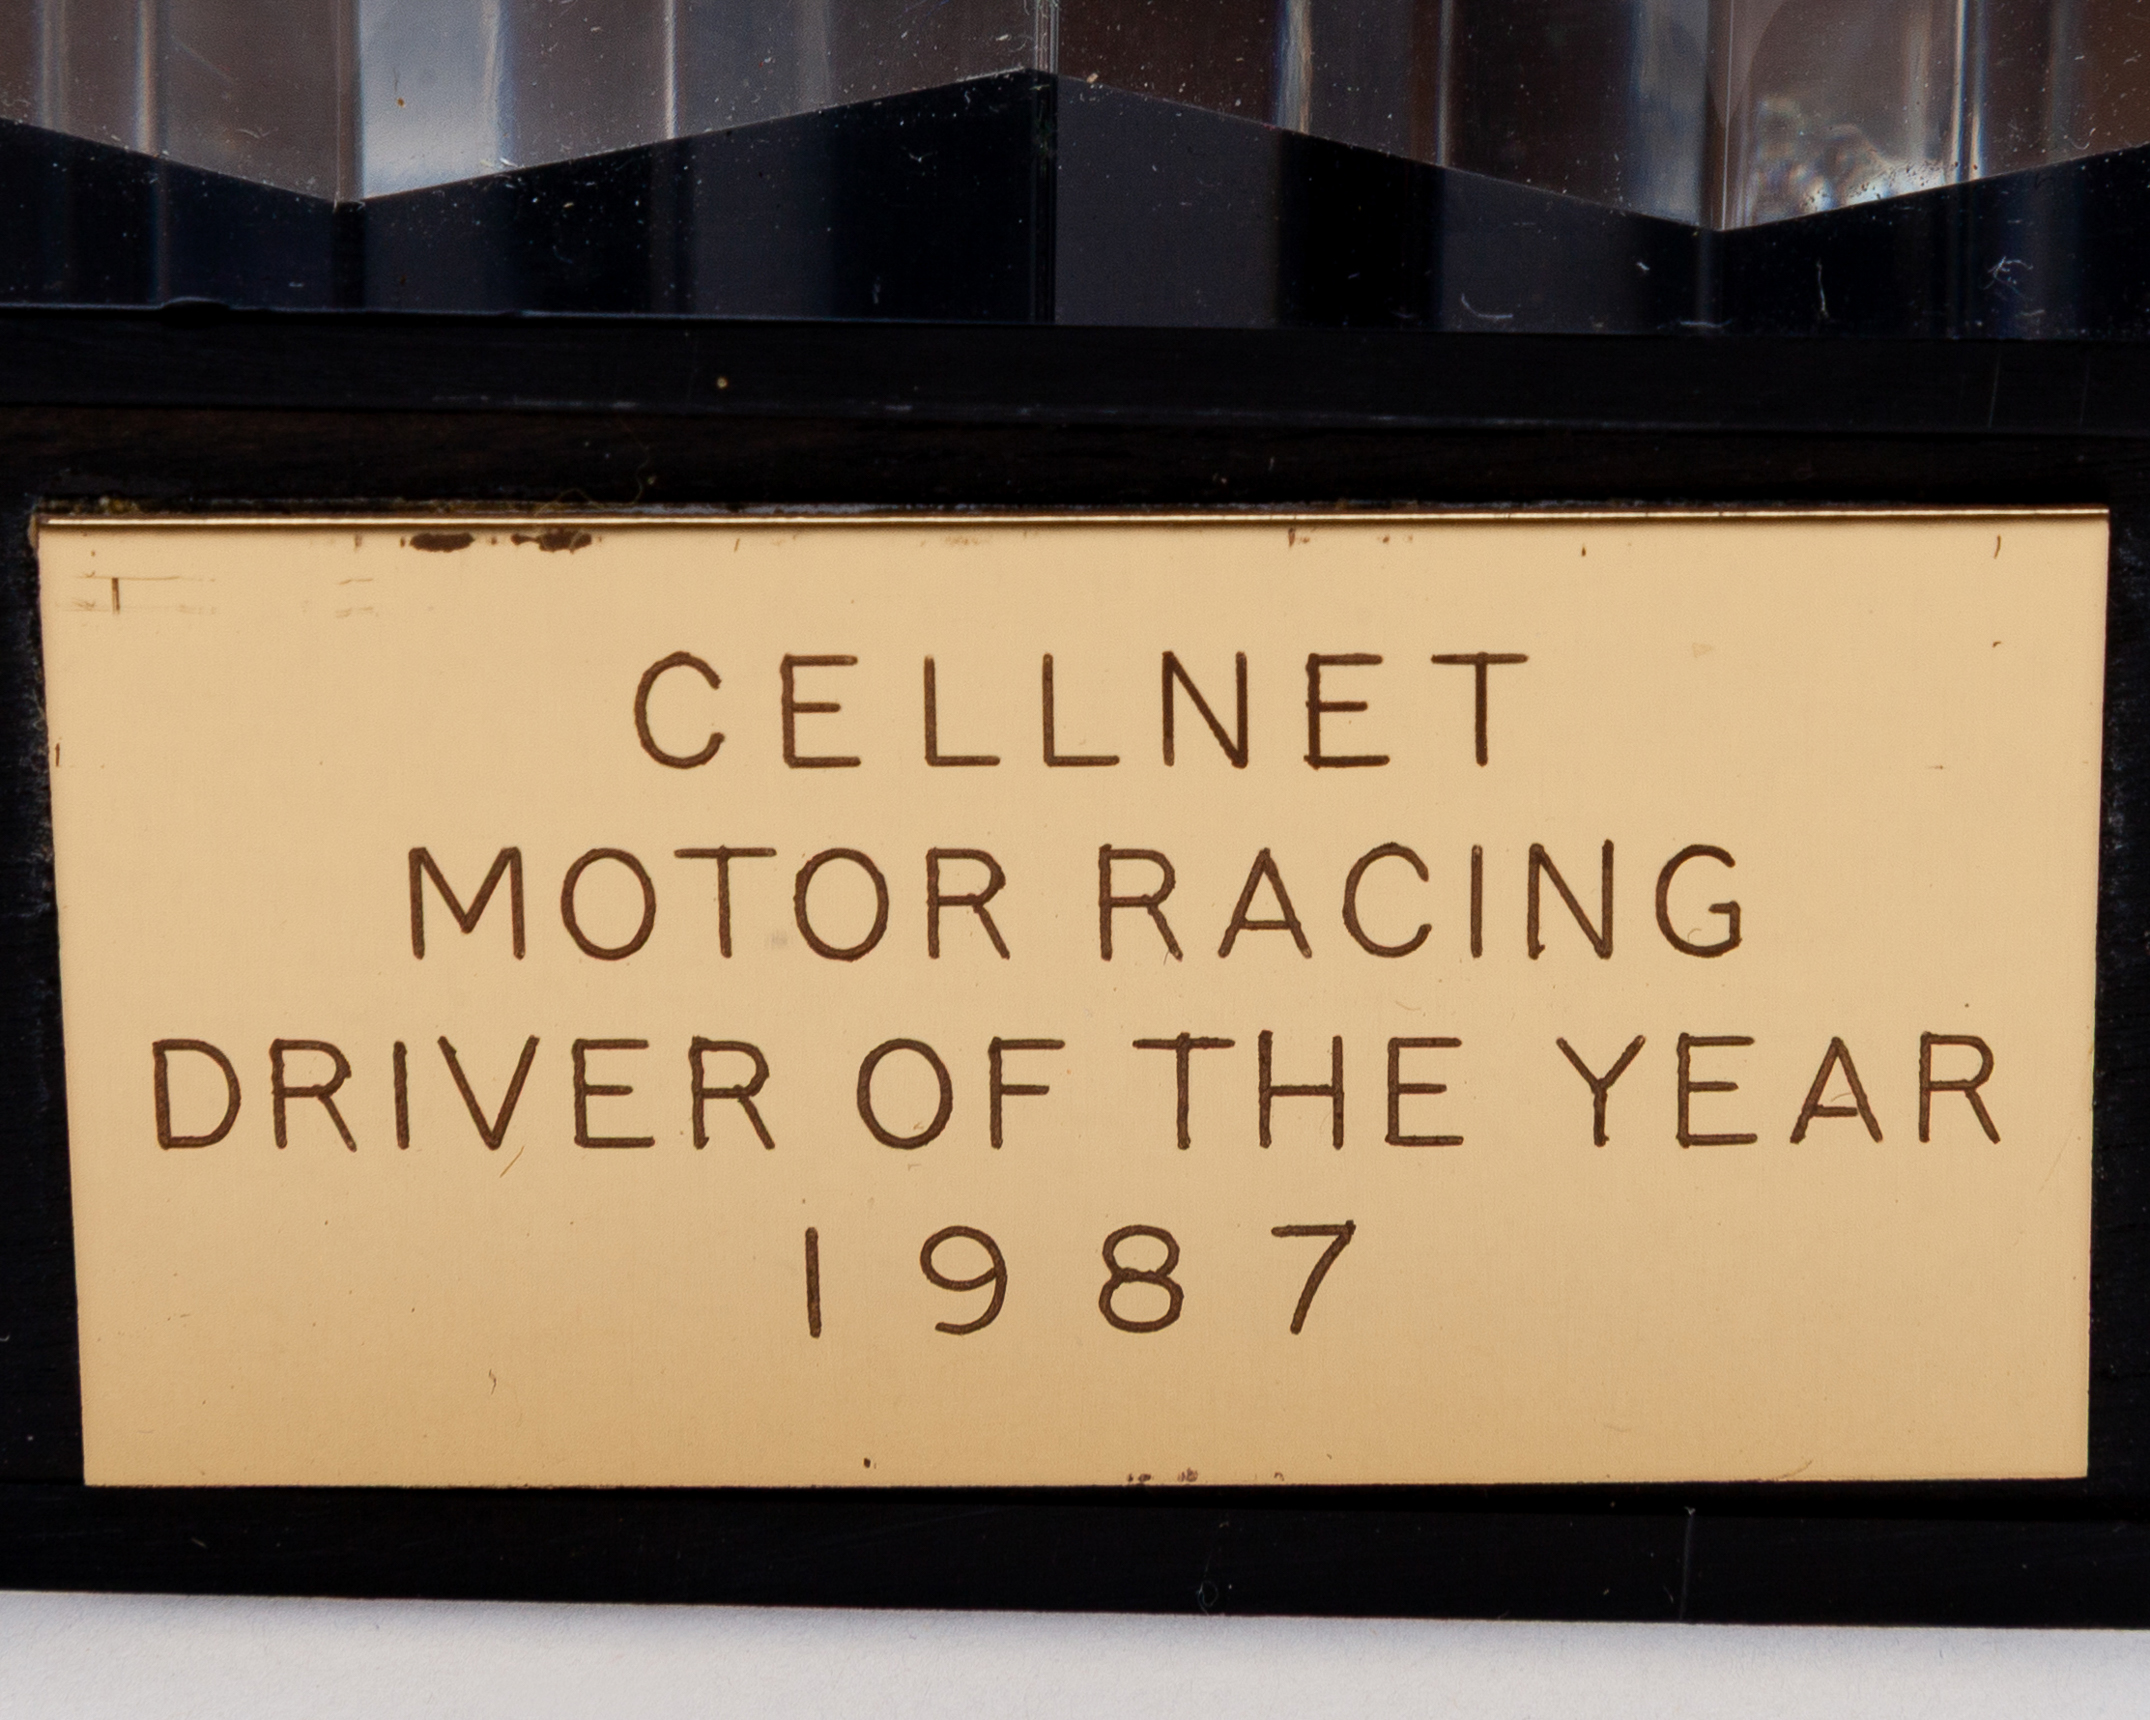 CELLNET
MOTOR RACING
DRIVER OF THE YEAR
1987